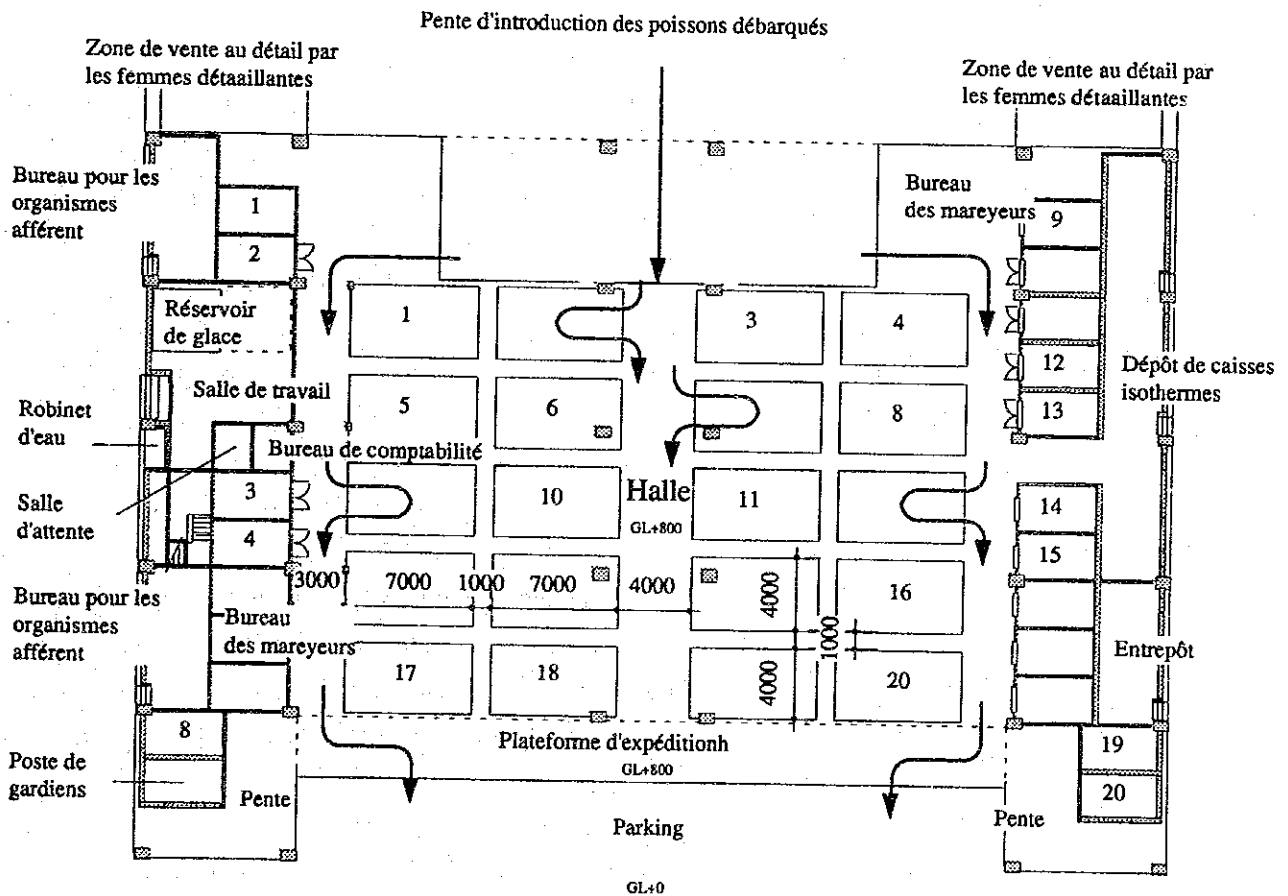 Pente d'introduction des poissons débarqués
Zone de vente au détail par
les femmes détaaillantes
Zone de vente au détail par
les femmes détaaillantes
Bureau pour les
organismes
afférent
1
2
Bureau
des mareyeurs
9
Réservoir
de glace
1
3
4
12
13
Dépôt de caisses
isothermes
Salle de travail
5
6
8
Robinet
d'eau
Bureau de comptabilité
Salle
d'attente
3
4
10
Halle
GL+800
11
14
15
3000
7000
1000
7000
4000
4000
1000
4000
16
Bureau pour les
organismes
afférent
Bureau
des mareyeurs
Entrepôt
17
18
20
8
Plateforme d'expéditionh
GL+800
19
20
Poste de
gardiens
Pente
Parking
Pente
GL+0